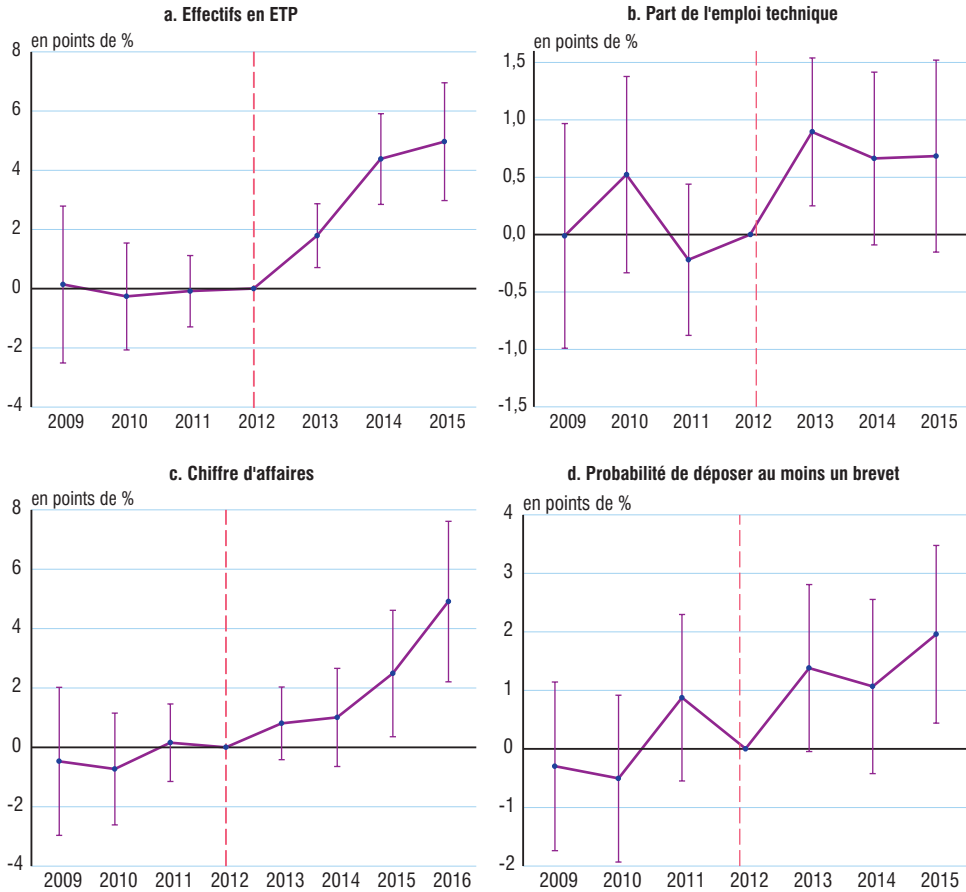 a. Effectifs en ETP
en points de %
8
6
4
2
0
-2
-4
2009 2010 2011 2012 2013 2014 2015
b. Part de l'emploi technique
en points de %
1,5
1,0
0,5
0,0
-0,5
-1,0
-1,5
2009 2010 2011 2012 2013 2014 2015
c. Chiffre d'affaires
en points de %
8
6
4
2
0
-2
-4
2009 2010 2011 2012 2013 2014 2015 2016
d. Probabilité de déposer au moins un brevet
en points de %
4
3
2
1
0
-1
-2
2009 2010 2011 2012 2013 2014 2015